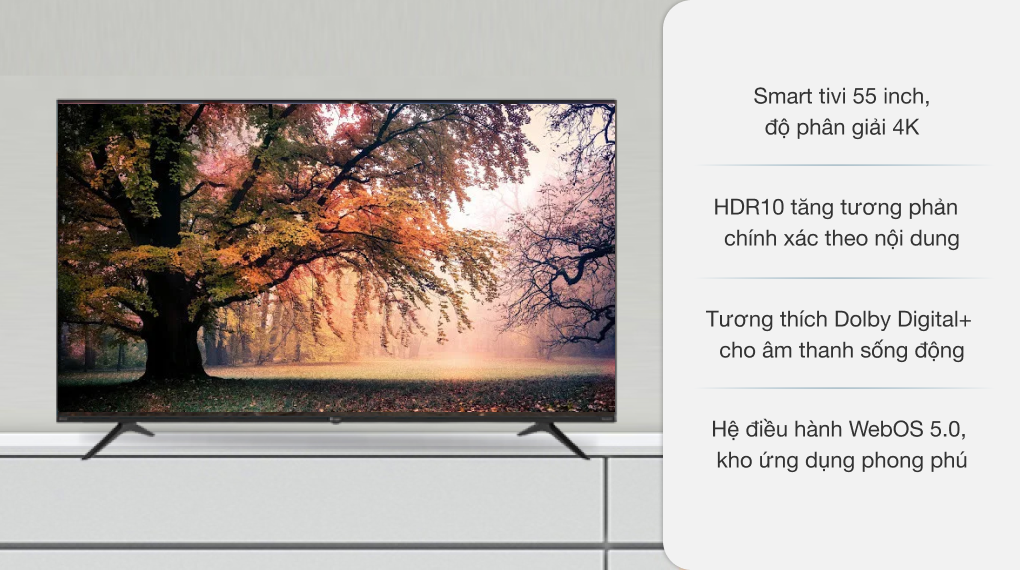 Smart tivi 55 inch,
độ phân giải 4K
HDR10 tăng tương phản
chính xác theo nội dung
Tương thích Dolby Digital+
cho âm thanh sống động
Hệ điều hành WebOS 5.0,
kho ứng dụng phong phú